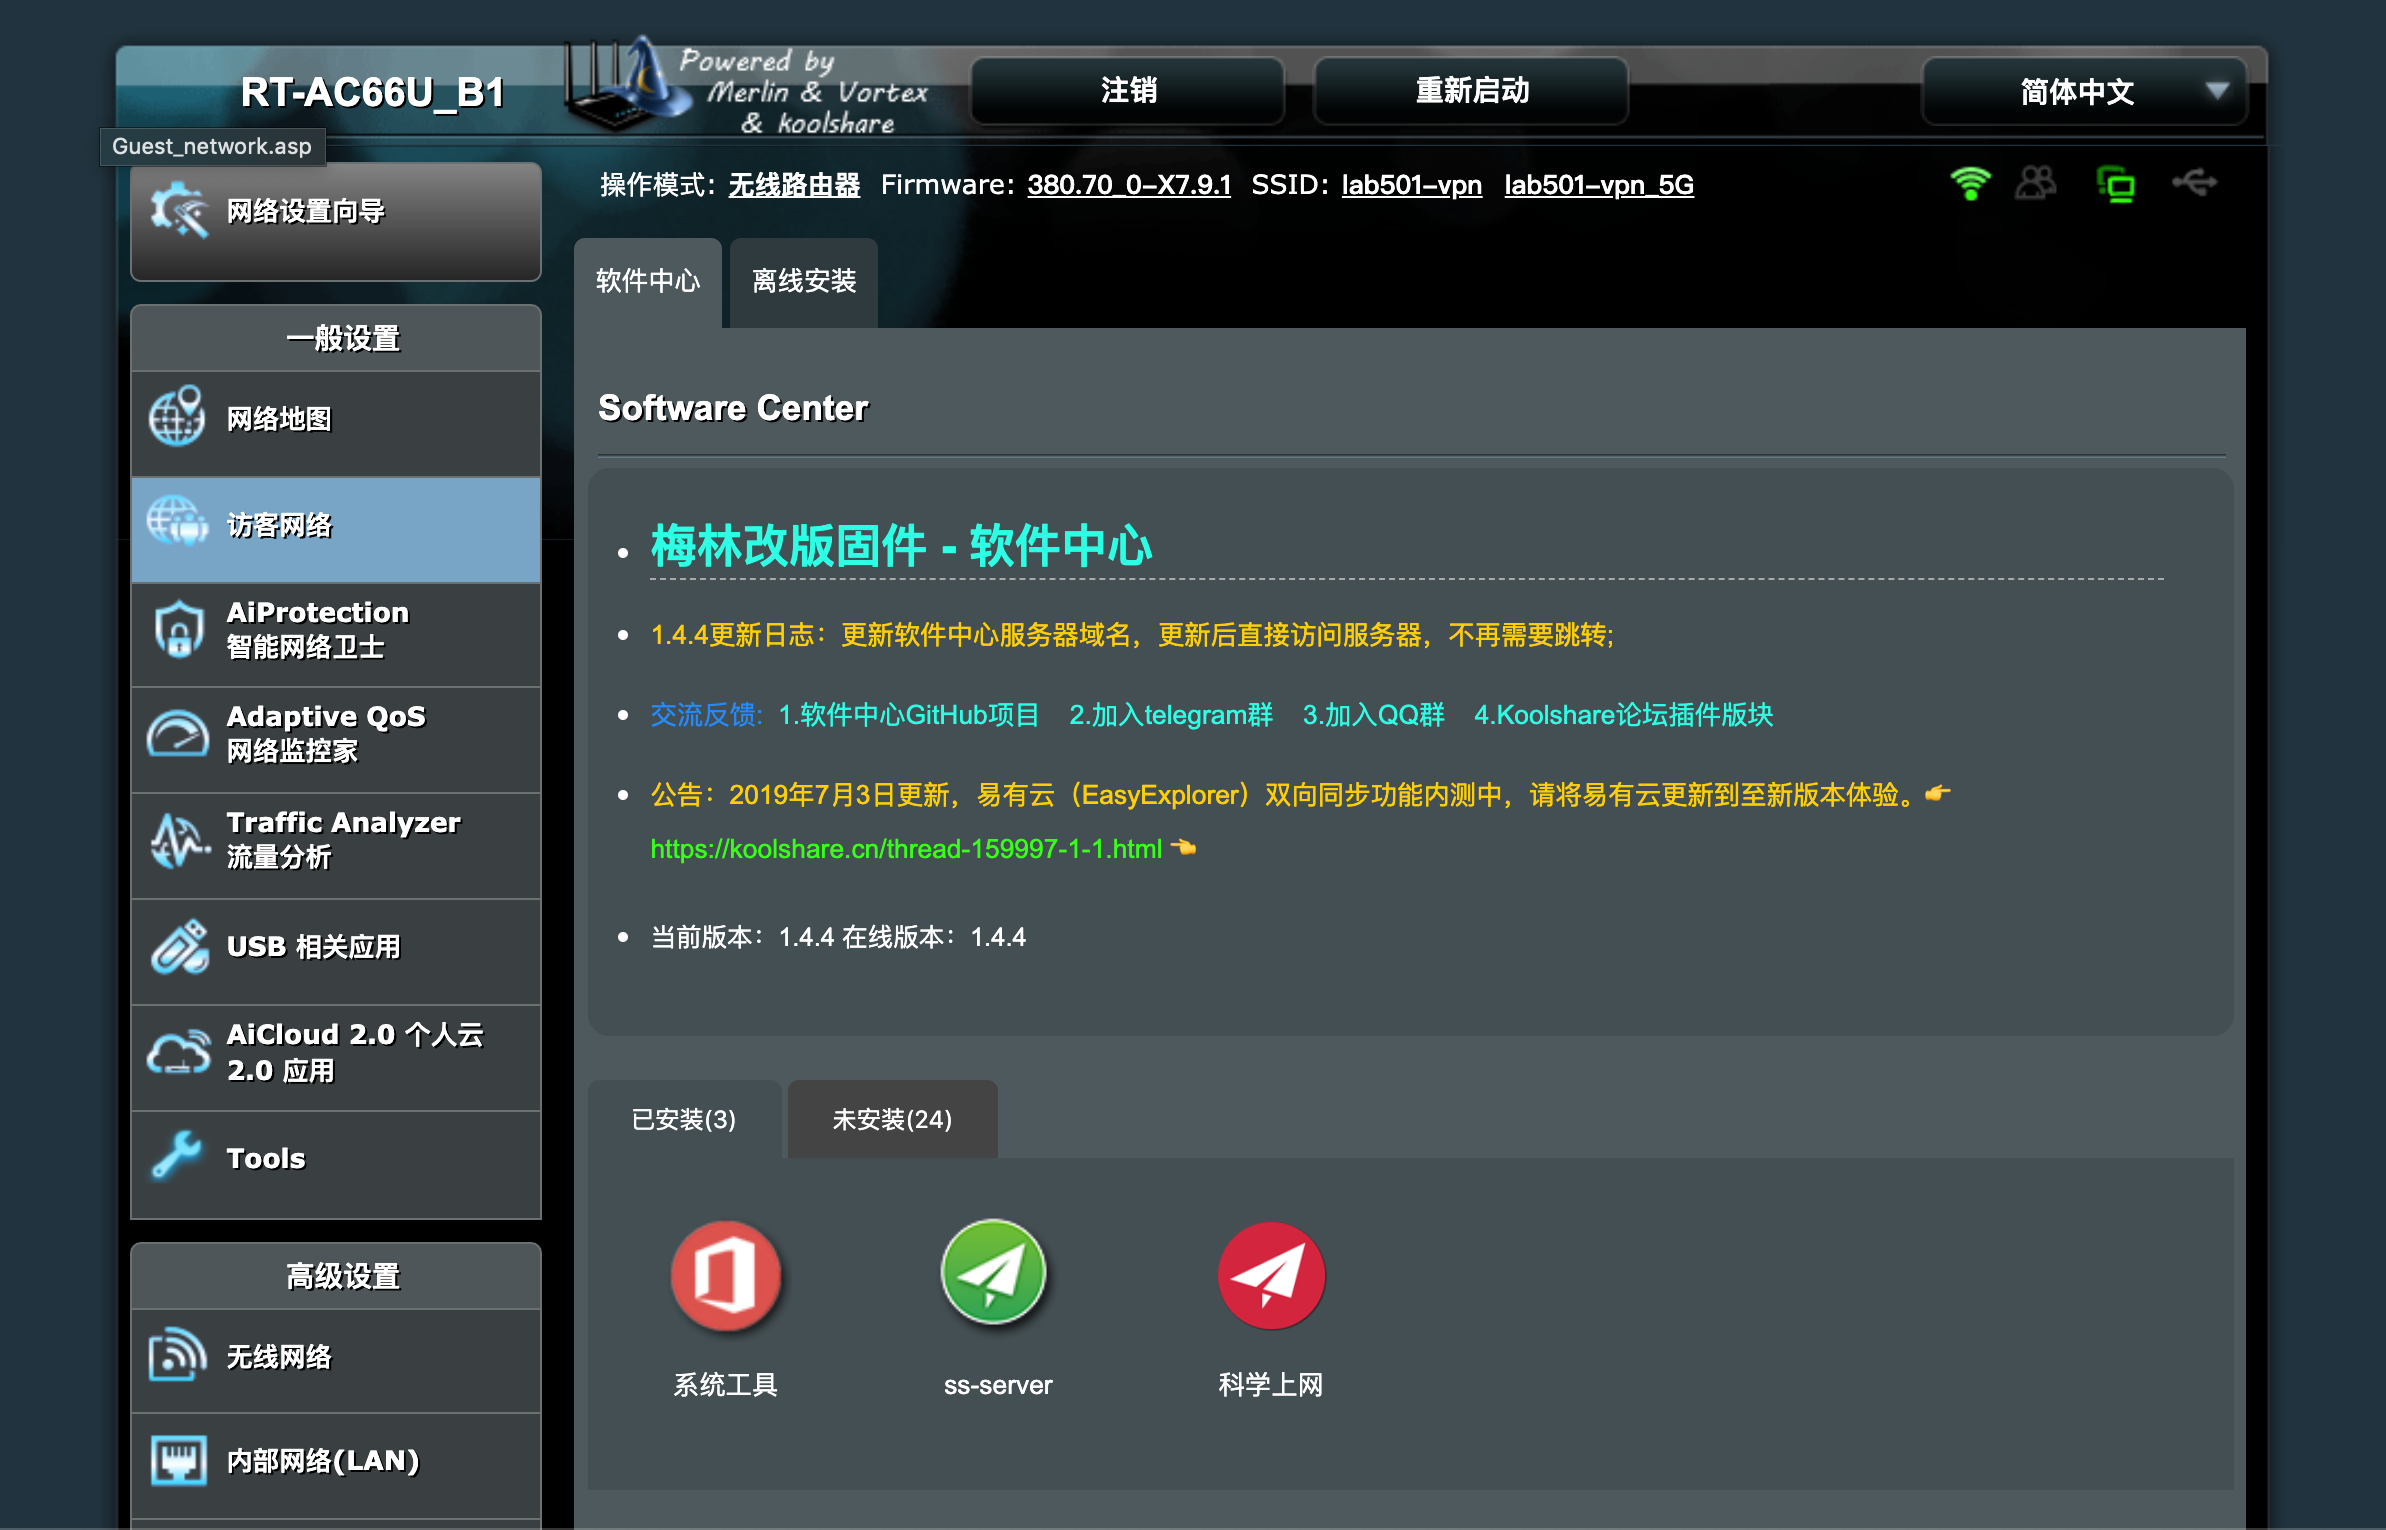 RT-AC66U_B1
Powered by
Merlin & Vortex
& koolshare
注销
重新启动
简体中文
Guest_network.asp
网络设置向导
操作模式: 无线路由器 Firmware: 380.70_0-X7.9.1 SSID: lab501-vpn lab501-vpn_5G
软件中心
离线安装
一般设置
网络地图
访客网络
AiProtection
智能网络卫士
Adaptive QoS
网络监控家
Traffic Analyzer
流量分析
USB 相关应用
AiCloud 2.0 个人云
2.0 应用
Tools
高级设置
无线网络
内部网络(LAN)
Software Center
梅林改版固件 - 软件中心
1.4.4更新日志：更新软件中心服务器域名，更新后直接访问服务器，不再需要跳转;
交流反馈: 1.软件中心GitHub项目 2.加入telegram群 3.加入QQ群 4.Koolshare论坛插件版块
公告：2019年7月3日更新，易有云（EasyExplorer）双向同步功能内测中，请将易有云更新到至新版本体验。👉
https://koolshare.cn/thread-159997-1-1.html 👈
当前版本：1.4.4 在线版本：1.4.4
已安装(3)
未安装(24)
系统工具
ss-server
科学上网